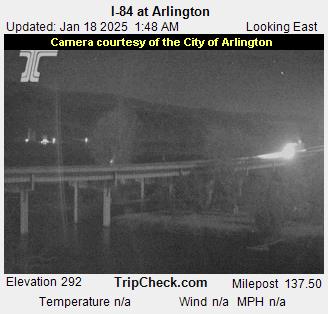 I-84 at Arlington
Updated: Jan 18 2025 1:48 AM Looking East
Camera courtesy of the City of Arlington
Elevation 292 TripCheck.com Milepost 137.50
Temperature n/a Wind n/a MPH n/a